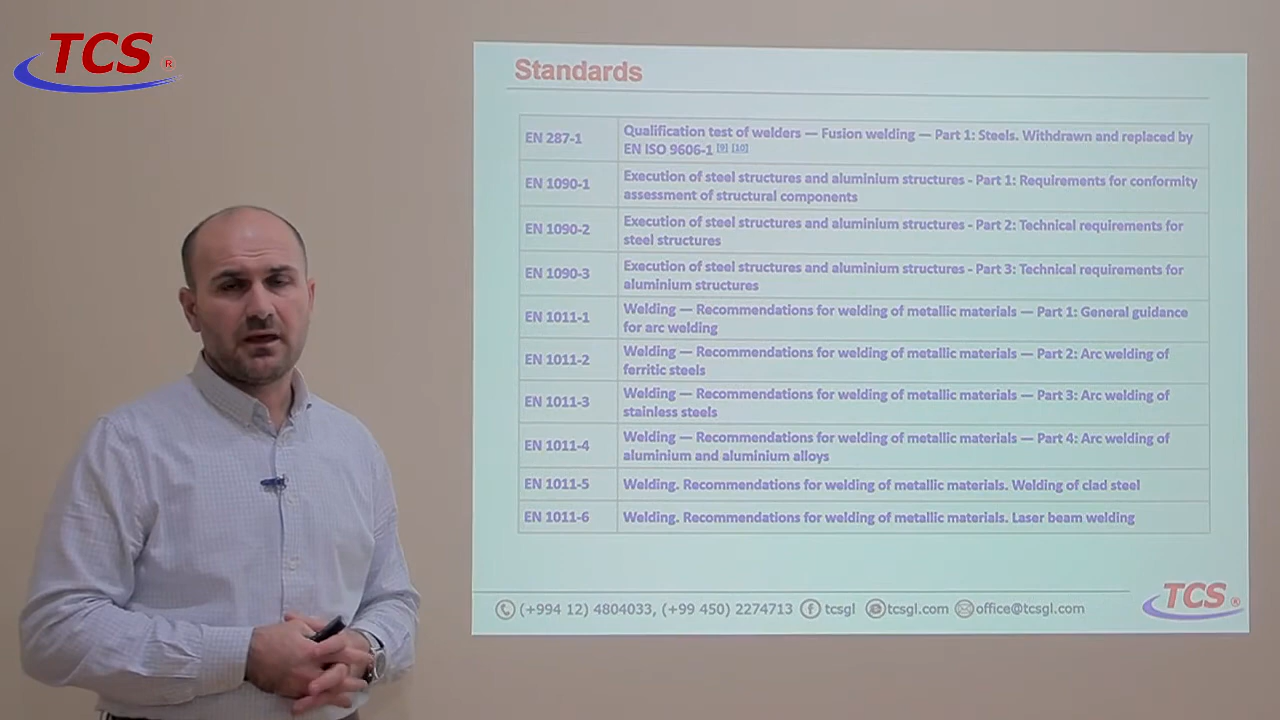 TCS ®
Standards
EN 287-1
Qualification test of welders — Fusion welding — Part 1: Steels. Withdrawn and replaced by
EN ISO 9606-1 [9] [10]
EN 1090-1
Execution of steel structures and aluminium structures - Part 1: Requirements for conformity
assessment of structural components
EN 1090-2
Execution of steel structures and aluminium structures - Part 2: Technical requirements for
steel structures
EN 1090-3
Execution of steel structures and aluminium structures - Part 3: Technical requirements for
aluminium structures
EN 1011-1
Welding — Recommendations for welding of metallic materials — Part 1: General guidance
for arc welding
EN 1011-2
Welding — Recommendations for welding of metallic materials — Part 2: Arc welding of
ferritic steels
EN 1011-3
Welding — Recommendations for welding of metallic materials — Part 3: Arc welding of
stainless steels
EN 1011-4
Welding — Recommendations for welding of metallic materials — Part 4: Arc welding of
aluminium and aluminium alloys
EN 1011-5
Welding. Recommendations for welding of metallic materials. Welding of clad steel
EN 1011-6
Welding. Recommendations for welding of metallic materials. Laser beam welding
(+994 12) 4804033, (+99 450) 2274713 tcsgl tcsgl.com office@tcsgl.com
TCS ®